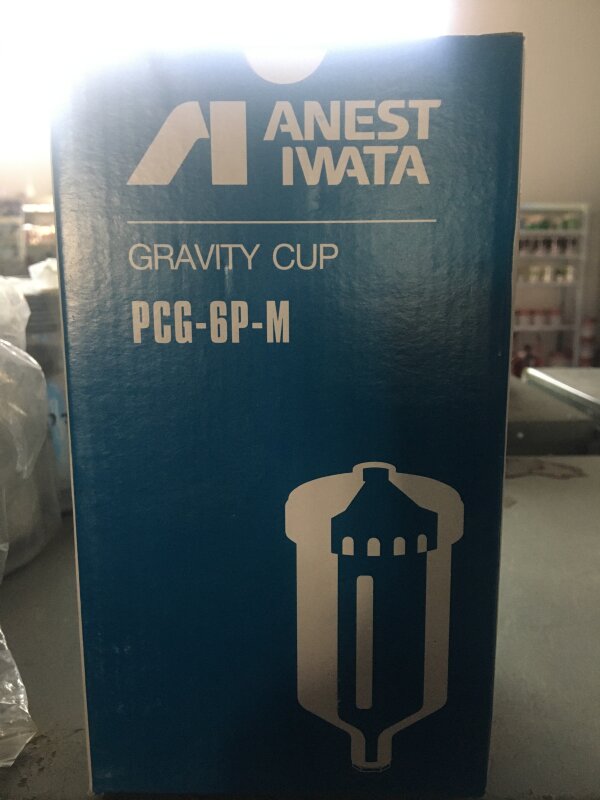 ANEST
IWATA
GRAVITY CUP
PCG-6P-M